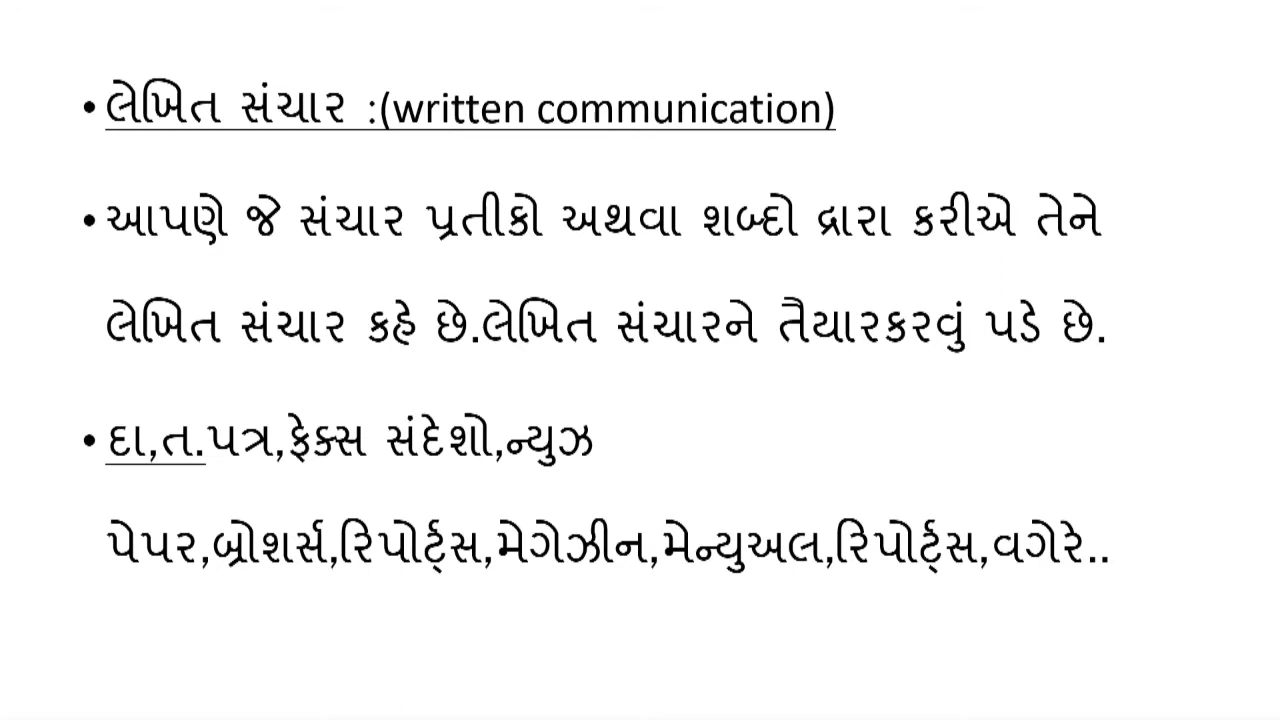 • લેખિત સંચાર :(written communication)
• આપણે જે સંચાર પ્રતીકો અથવા શબ્દો દ્રારા કરીએ તેને
લેખિત સંચાર કહે છે.લેખિત સંચારને તૈયારકરવું પડે છે.
• દા,ત.પત્ર,ફેક્સ સંદેશો,ન્યુઝ
પેપર,બ્રોશર્સ,રિપોર્ટ્સ,મેગેઝીન,મેન્યુઅલ,રિપોર્ટ્સ,વગેરે..